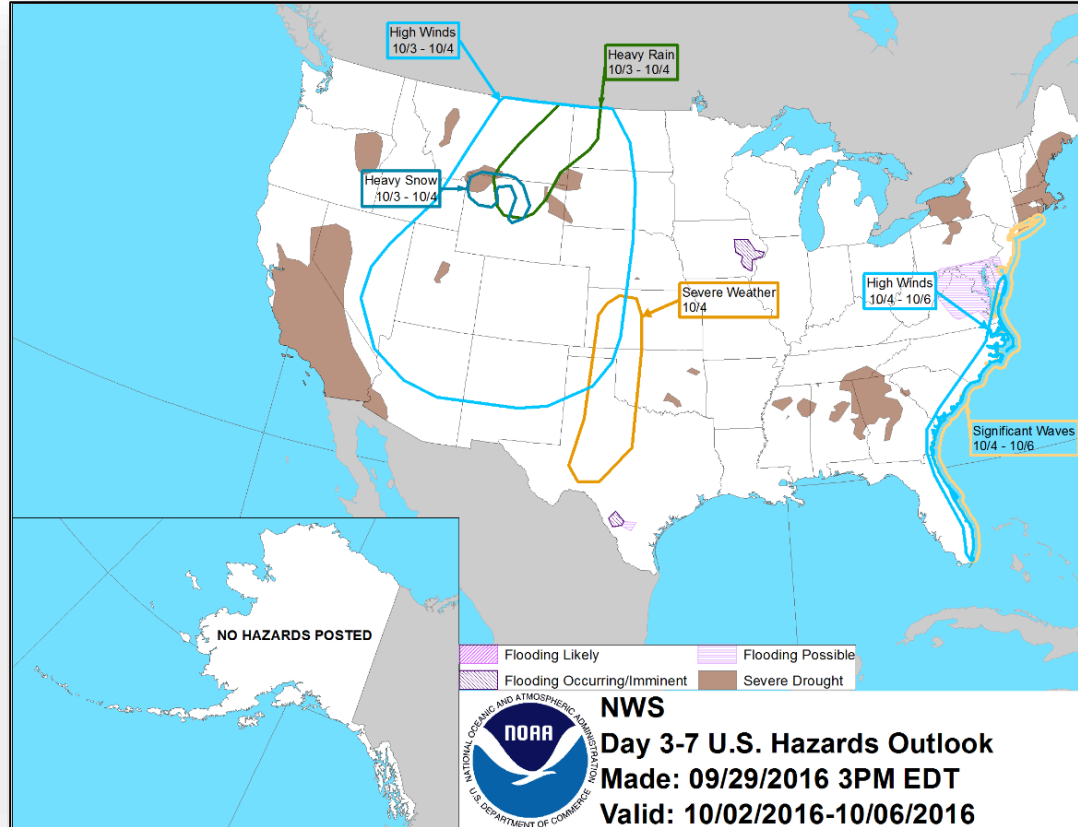 High Winds
10/3 - 10/4
Heavy Rain
10/3 - 10/4
Heavy Snow
10/3 - 10/4
Severe Weather
10/4
High Winds
10/4 - 10/6
Significant Waves
10/4 - 10/6
NO HAZARDS POSTED
Flooding Likely
Flooding Possible
Flooding Occurring/Imminent
Severe Drought
NATIONAL OCEANIC AND ATMOSPHERIC ADMINISTRATION
NOAA
U.S. DEPARTMENT OF COMMERCE
NWS
Day 3-7 U.S. Hazards Outlook
Made: 09/29/2016 3PM EDT
Valid: 10/02/2016-10/06/2016